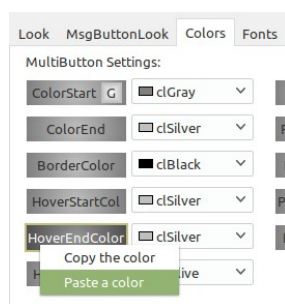 Look MsgButtonLook Colors Fonts
MultiButton Settings:
ColorStart G clGray
ColorEnd clSilver
BorderColor clBlack
HoverStartCol clSilver
HoverEndColor clSilver
Copy the color
Paste a color